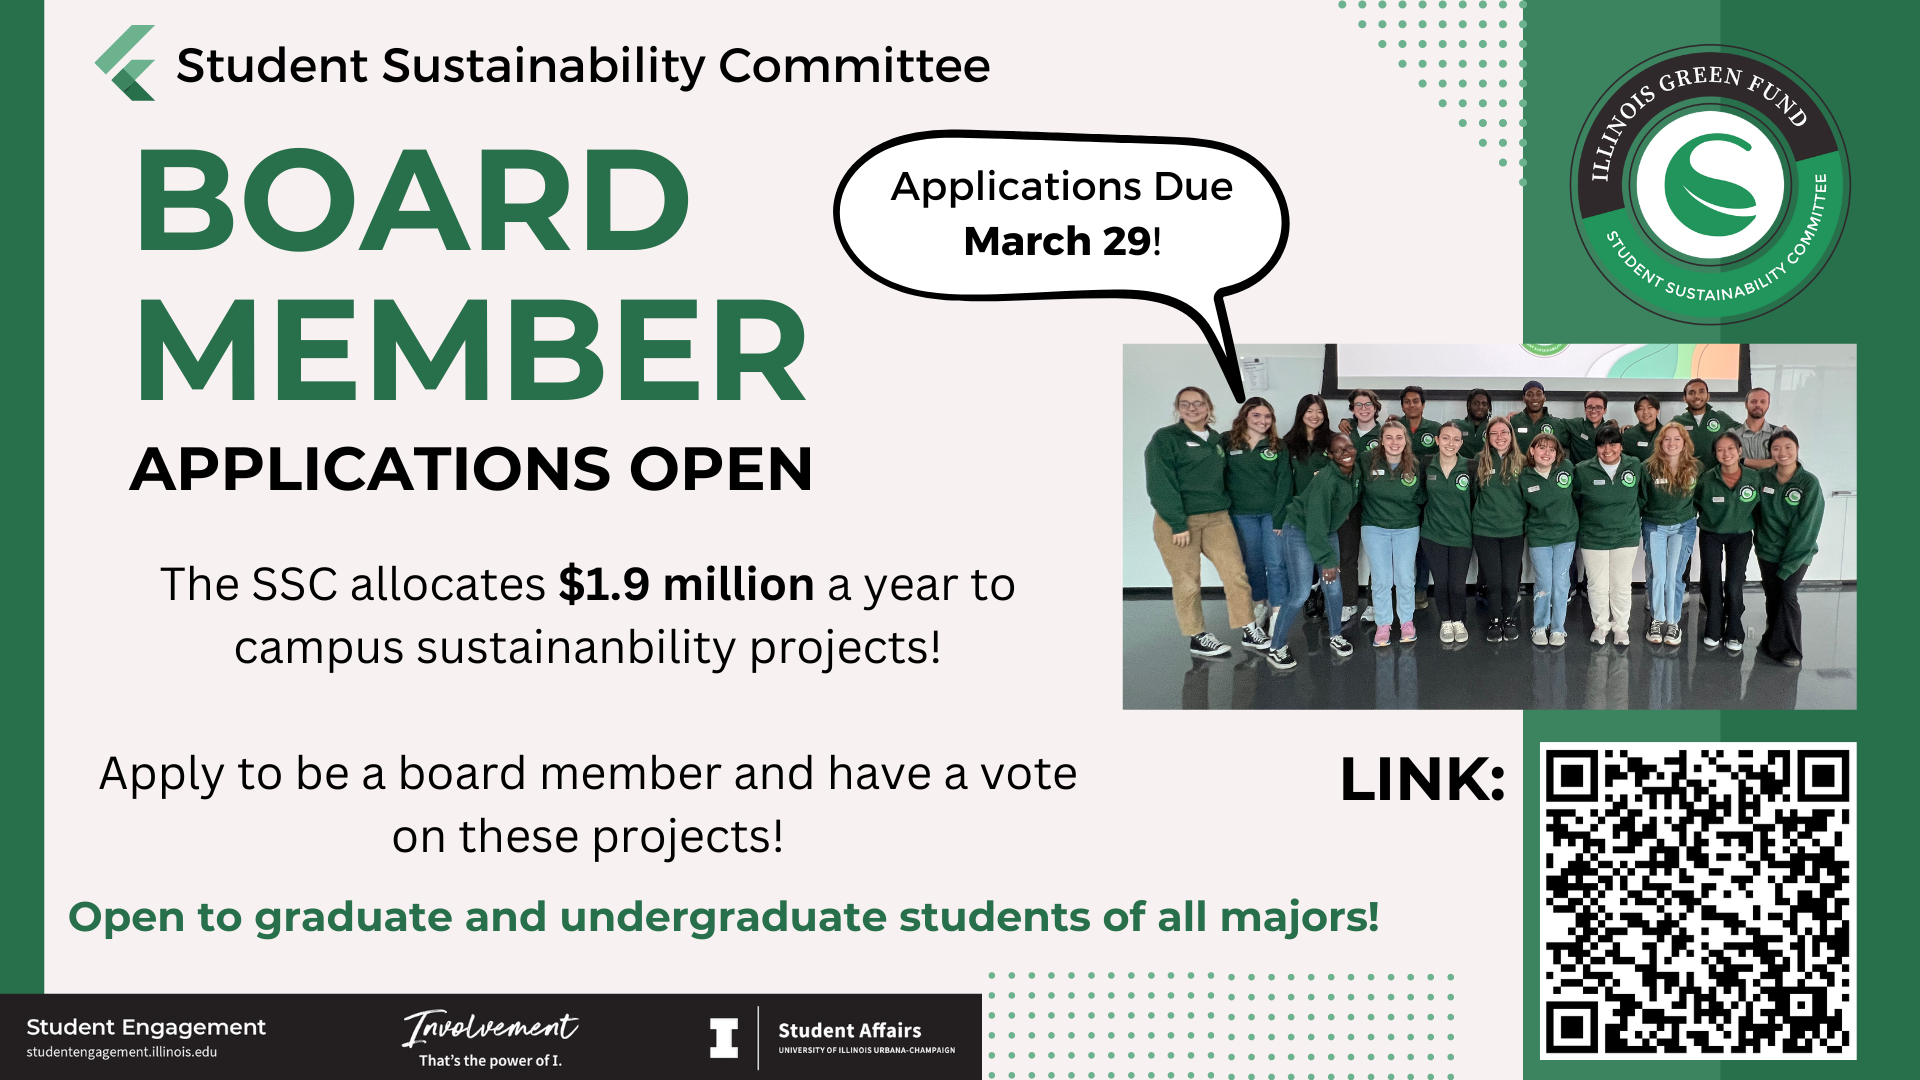 Student Sustainability Committee
BOARD
MEMBER
APPLICATIONS OPEN
Applications Due
March 29!
ILLINOIS GREEN FUND
STUDENT SUSTAINABILITY COMMITTEE
The SSC allocates $1.9 million a year to
campus sustainanbility projects!
Apply to be a board member and have a vote
on these projects!
LINK:
Open to graduate and undergraduate students of all majors!
Student Engagement
studentengagement.illinois.edu
Involvement
That's the power of I.
I
Student Affairs
UNIVERSITY OF ILLINOIS URBANA-CHAMPAIGN